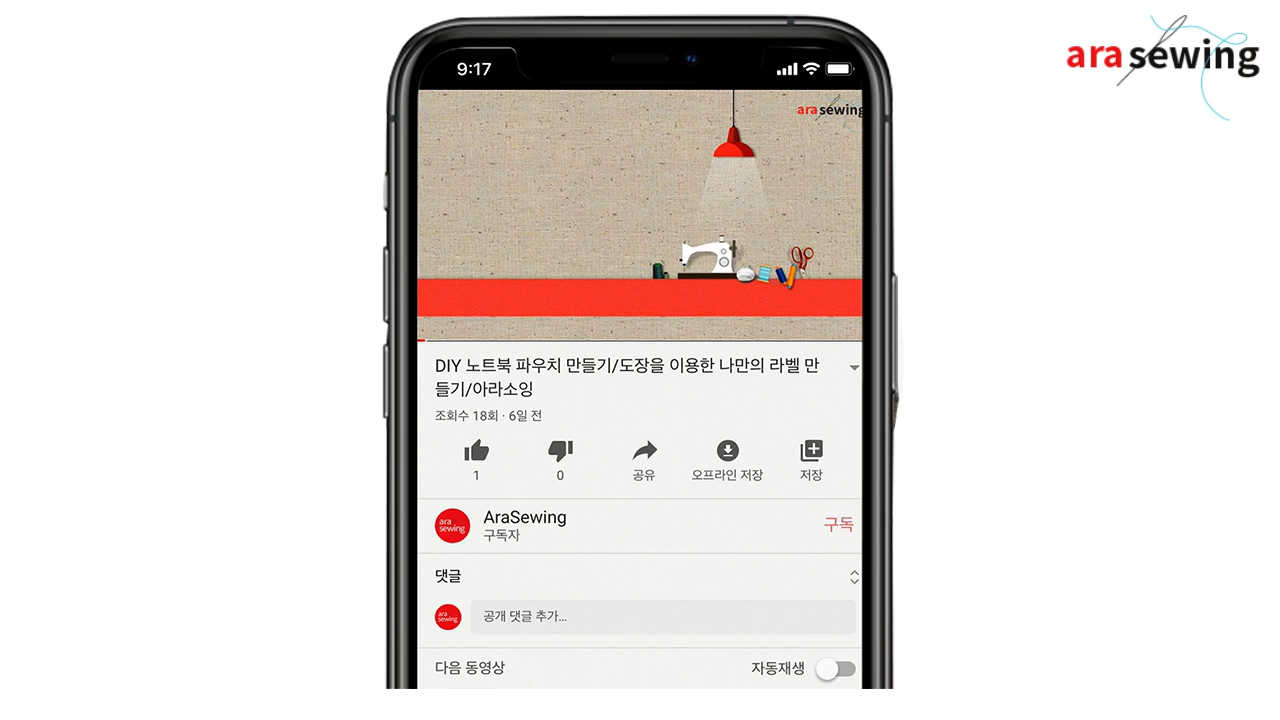 ara sewing
9:17
ara sewing
DIY 노트북 파우치 만들기/도장을 이용한 나만의 라벨 만
들기/아라소잉
조회수 18회 · 6일 전
1
0
공유
오프라인 저장
저장
ara
sewing
AraSewing
구독자
구독
댓글
ara
sewing
공개 댓글 추가...
다음 동영상
자동재생